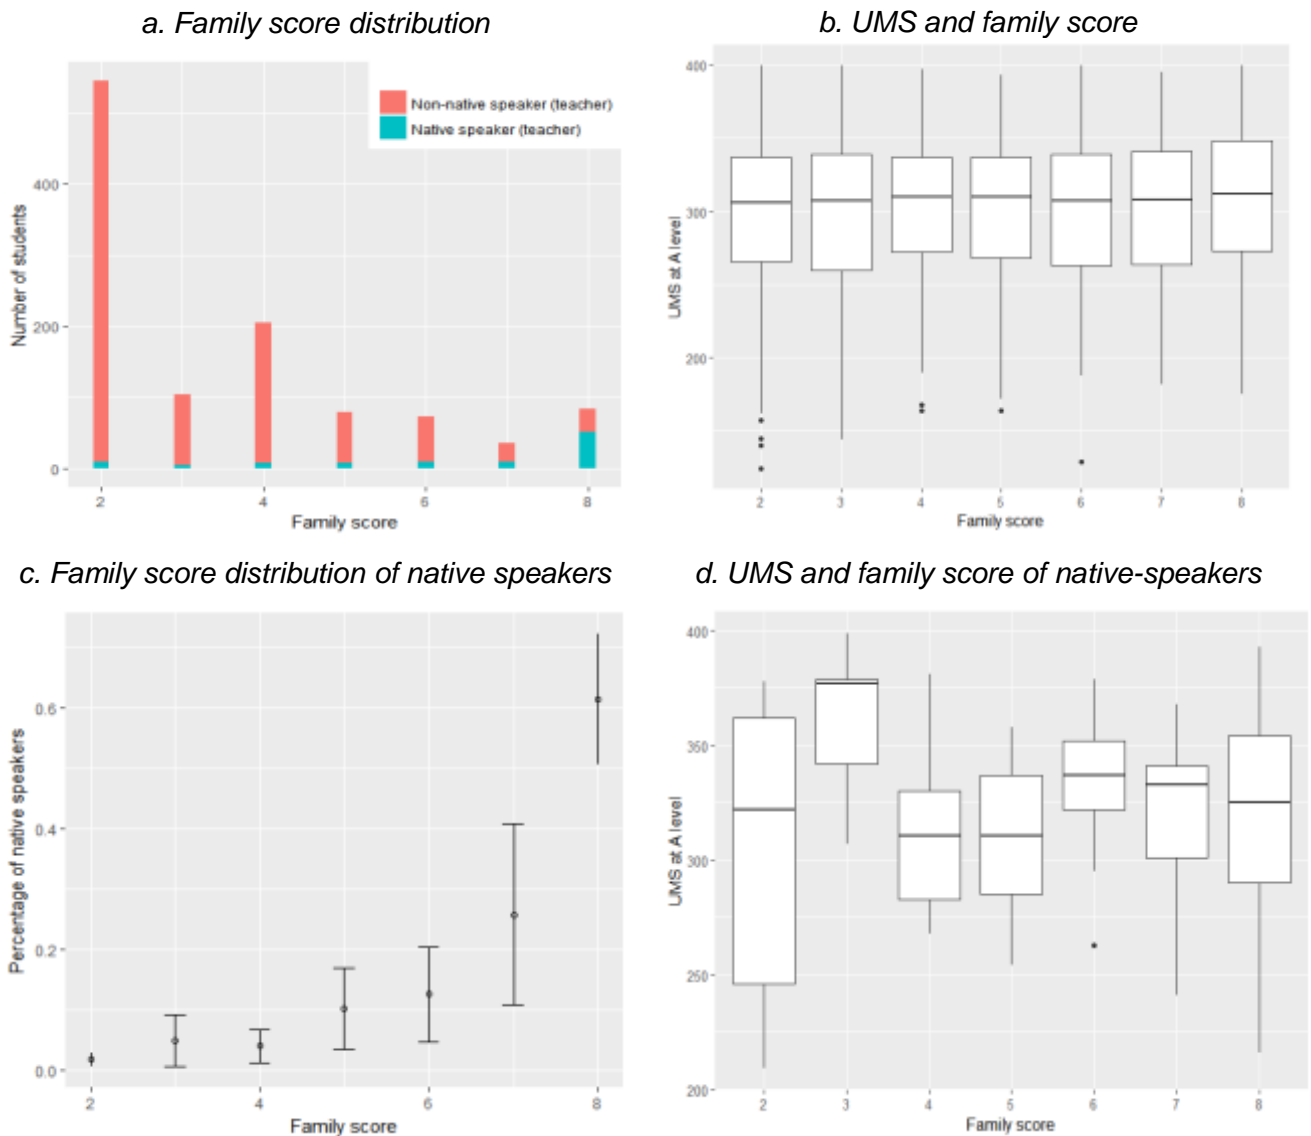 a. Family score distribution
Non-native speaker (teacher)
Native speaker (teacher)
Number of students
400
200
0
2
4
6
8
Family score
b. UMS and family score
UMS at A level
400
300
200
2
3
4
5
6
7
8
Family score
c. Family score distribution of native speakers
Percentage of native speakers
0.6
0.4
0.2
0.0
2
4
6
8
Family score
d. UMS and family score of native-speakers
UMS at A level
400
350
300
250
200
2
3
4
5
6
7
8
Family score